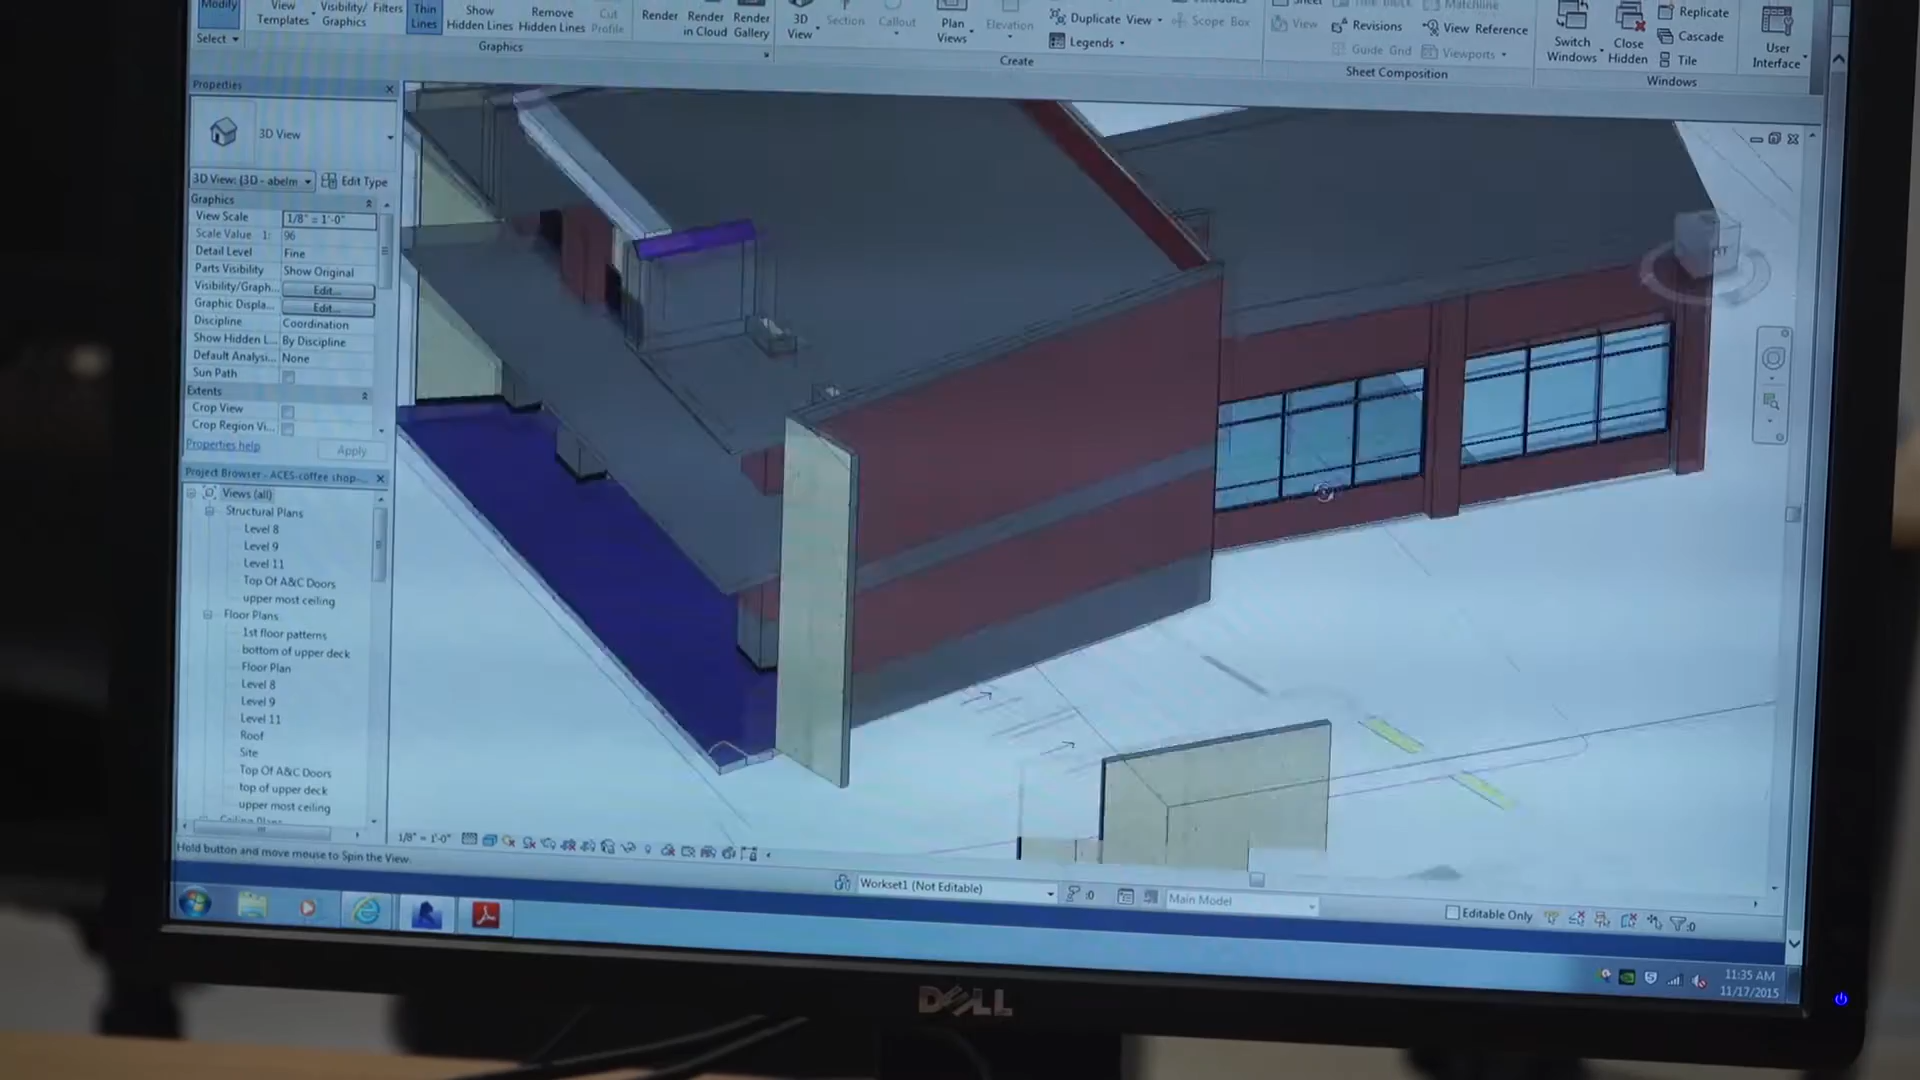 Modify
View Templates
Visibility/ Graphics
Filters
Thin Lines
Show Hidden Lines
Remove Hidden Lines
Cut Profile
Render
Render in Cloud
Render Gallery
3D View
Section
Callout
Plan Views
Elevation
Duplicate View
Legends
Scope Box
Sheet
View
Revisions
Guide Grid
Matchline
View Reference
Viewports
Switch Windows
Close Hidden
Replicate
Cascade
Tile
User Interface
Select
Graphics
Create
Sheet Composition
Windows
Properties
3D View
3D View: {3D - abelm
Edit Type
Graphics
View Scale 1/8" = 1'-0"
Scale Value 1: 96
Detail Level Fine
Parts Visibility Show Original
Visibility/Graph... Edit...
Graphic Displa... Edit...
Discipline Coordination
Show Hidden L... By Discipline
Default Analysi... None
Sun Path
Extents
Crop View
Crop Region Vi...
Properties help
Apply
Project Browser - ACES-coffee shop-...
Views (all)
Structural Plans
Level 8
Level 9
Level 11
Top Of A&C Doors
upper most ceiling
Floor Plans
1st floor patterns
bottom of upper deck
Floor Plan
Level 8
Level 9
Level 11
Roof
Site
Top Of A&C Doors
top of upper deck
upper most ceiling
Ceiling Plans
1/8" = 1'-0"
Hold button and move mouse to Spin the View.
Workset1 (Not Editable)
:0
Main Model
Editable Only
:0
11:35 AM
11/17/2015
DELL